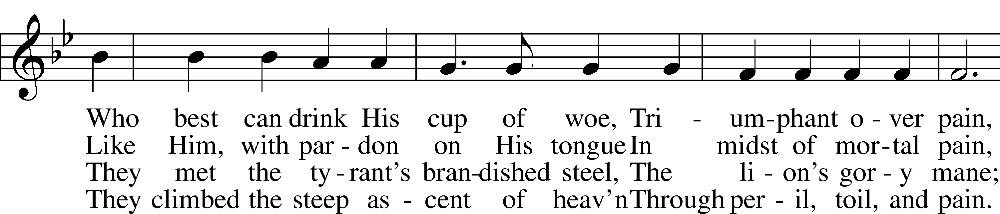 Who best can drink His cup of woe, Tri - um-phant o - ver pain,
Like Him, with par - don on His tongue In midst of mor-tal pain,
They met the ty - rant's bran-dished steel, The li - on's gor - y mane;
They climbed the steep as - cent of heav'n Through per - il, toil, and pain.